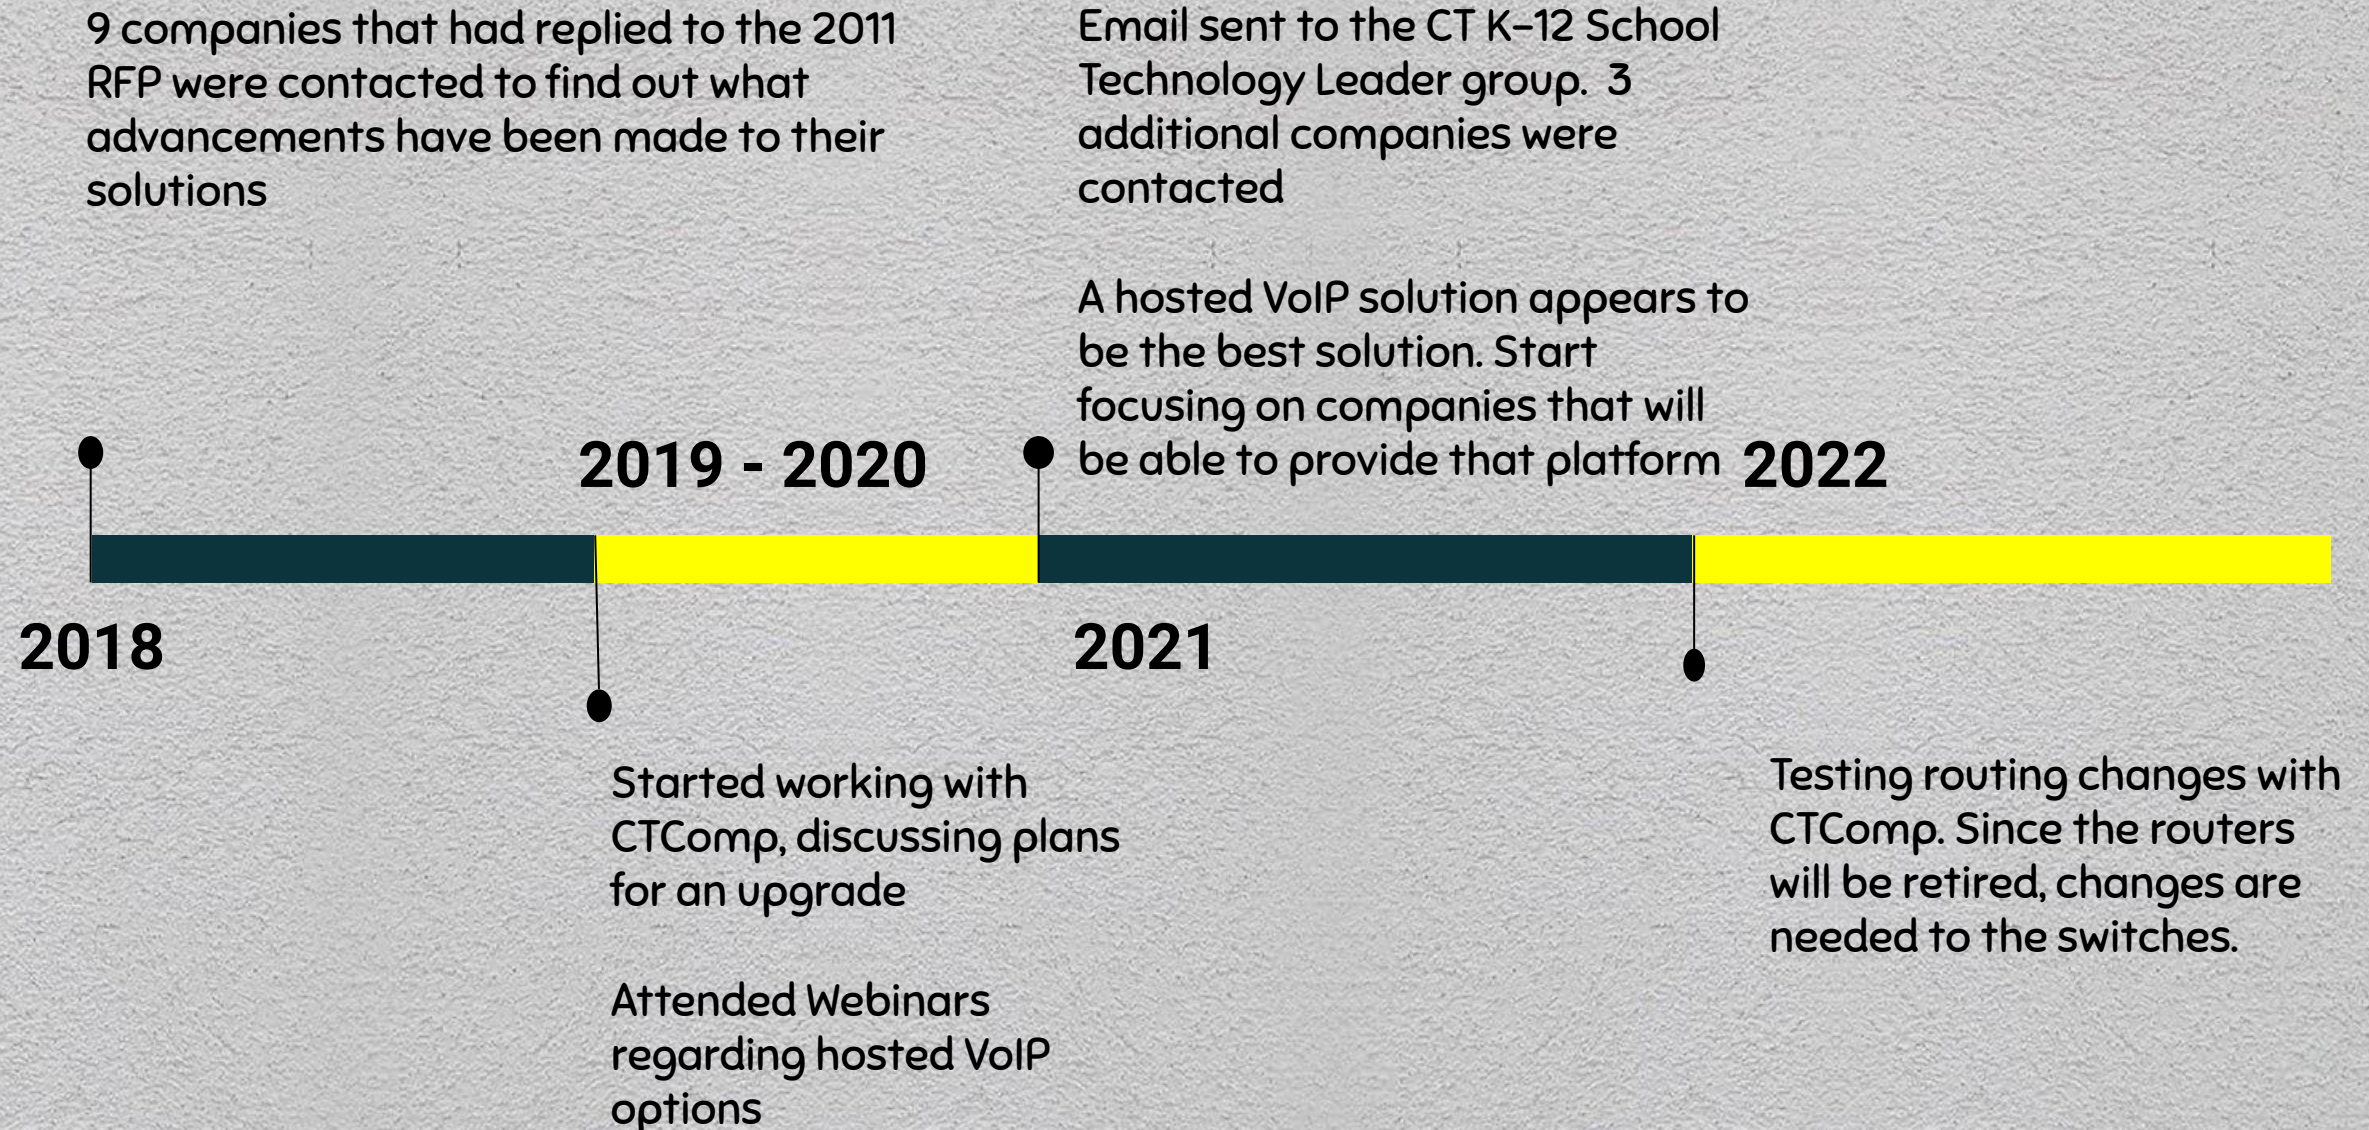 9 companies that had replied to the 2011
RFP were contacted to find out what
advancements have been made to their
solutions
Email sent to the CT K-12 School
Technology Leader group.  3
additional companies were
contacted
A hosted VoIP solution appears to
be the best solution. Start
focusing on companies that will
be able to provide that platform
2019 - 2020
2022
2018
2021
Started working with
CTComp, discussing plans
for an upgrade
Attended Webinars
regarding hosted VoIP
options
Testing routing changes with
CTComp. Since the routers
will be retired, changes are
needed to the switches.